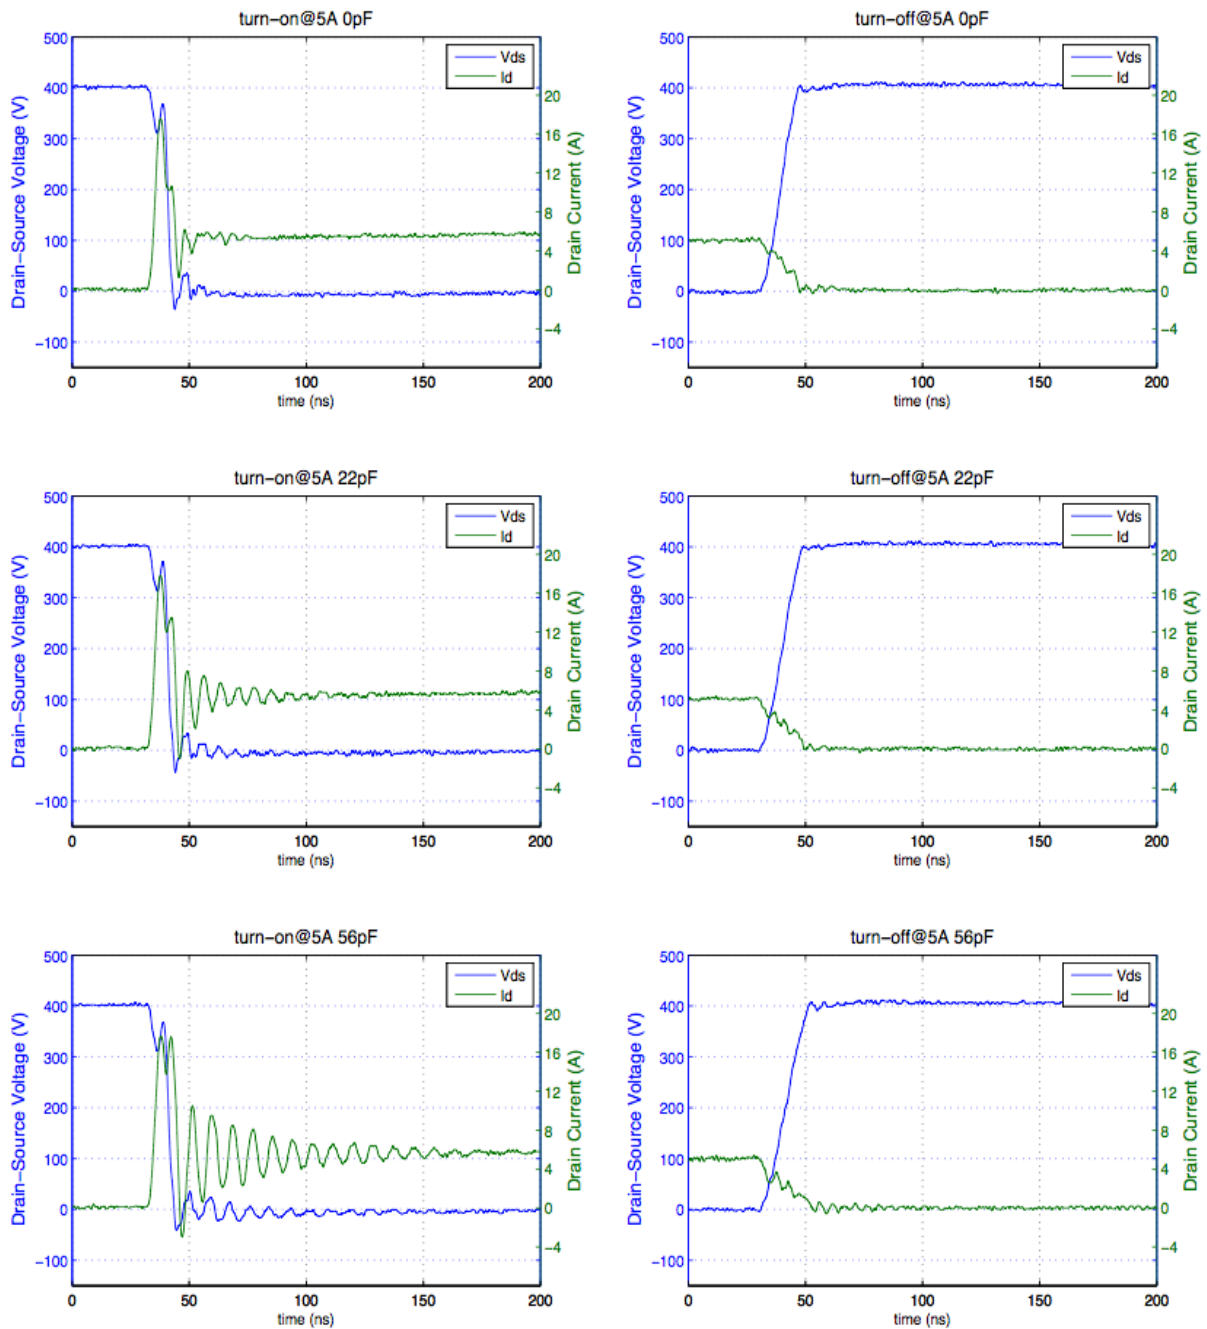 turn-on@5A 0pF
500
400
300
200
100
0
-100
Drain-Source Voltage (V)
Vds
Id
20
16
12
8
4
0
-4
Drain Current (A)
0 50 100 150 200
time (ns)
turn-off@5A 0pF
500
400
300
200
100
0
-100
Drain-Source Voltage (V)
Vds
Id
20
16
12
8
4
0
-4
Drain Current (A)
0 50 100 150 200
time (ns)
turn-on@5A 22pF
500
400
300
200
100
0
-100
Drain-Source Voltage (V)
Vds
Id
20
16
12
8
4
0
-4
Drain Current (A)
0 50 100 150 200
time (ns)
turn-off@5A 22pF
500
400
300
200
100
0
-100
Drain-Source Voltage (V)
Vds
Id
20
16
12
8
4
0
-4
Drain Current (A)
0 50 100 150 200
time (ns)
turn-on@5A 56pF
500
400
300
200
100
0
-100
Drain-Source Voltage (V)
Vds
Id
20
16
12
8
4
0
-4
Drain Current (A)
0 50 100 150 200
time (ns)
turn-off@5A 56pF
500
400
300
200
100
0
-100
Drain-Source Voltage (V)
Vds
Id
20
16
12
8
4
0
-4
Drain Current (A)
0 50 100 150 200
time (ns)